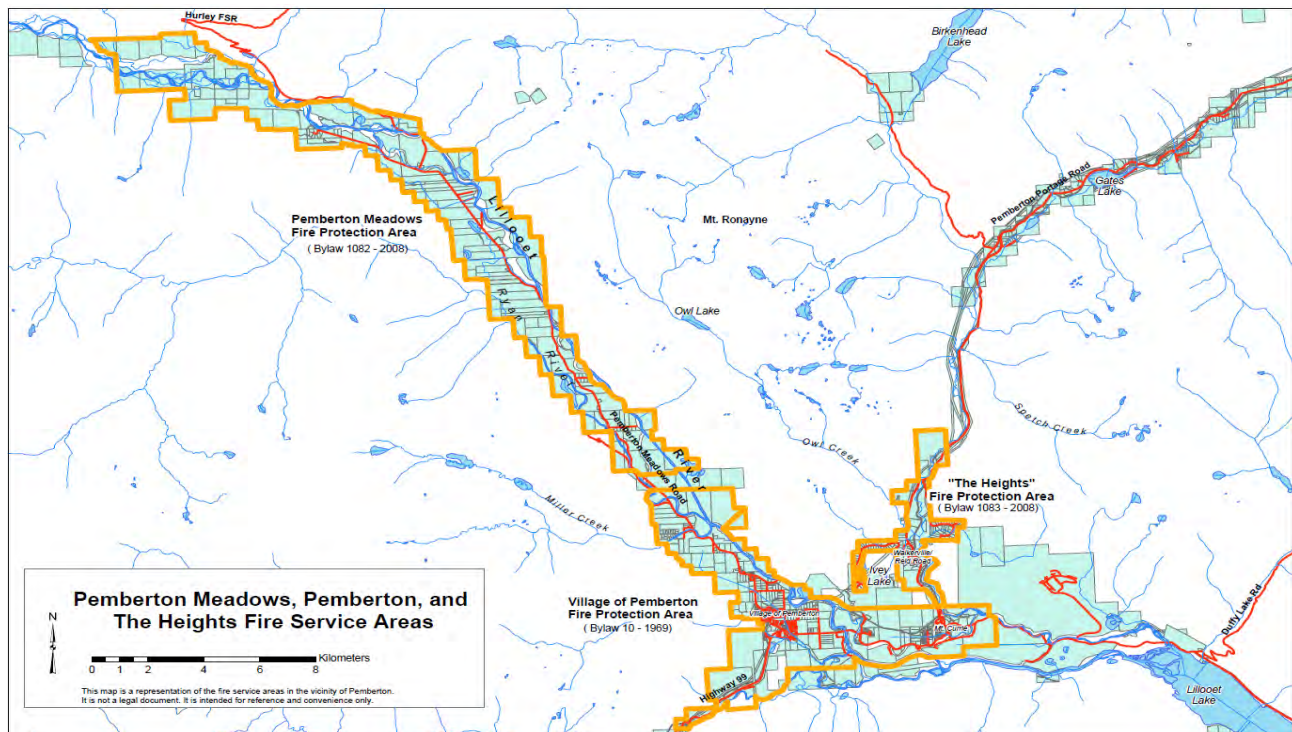 Hurley FSR
Birkenhead
Lake
Pemberton Portage Road
Gates
Lake
Pemberton Meadows
Fire Protection Area
( Bylaw 1082 - 2008)
Lillooet
River
Ryan
River
Mt. Ronayne
Owl Lake
Pemberton Meadows Road
Owl Creek
Spetch Creek
Miller Creek
"The Heights"
Fire Protection Area
( Bylaw 1083 - 2008)
Walkerville/
Reid Road
Ivey
Lake
Village of Pemberton
Fire Protection Area
( Bylaw 10 - 1969)
Village of Pemberton
Mt. Currie
Duffy Lake Rd
Highway 99
Lillooet
Lake
Pemberton Meadows, Pemberton, and
The Heights Fire Service Areas
N
0 1 2 4 6 8 Kilometers
This map is a representation of the fire service areas in the vicinity of Pemberton.
It is not a legal document. It is intended for reference and convenience only.